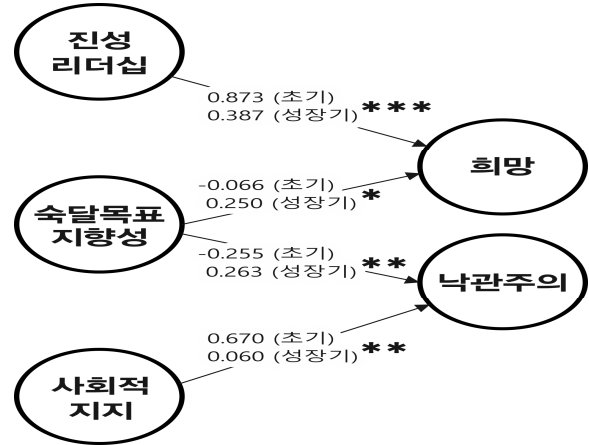 진성
리더십
0.873 (초기)
0.387 (성장기)***
희망
-0.066 (초기)
0.250 (성장기)*
숙달목표
지향성
-0.255 (초기)
0.263 (성장기)**
낙관주의
0.670 (초기)
0.060 (성장기)**
사회적
지지